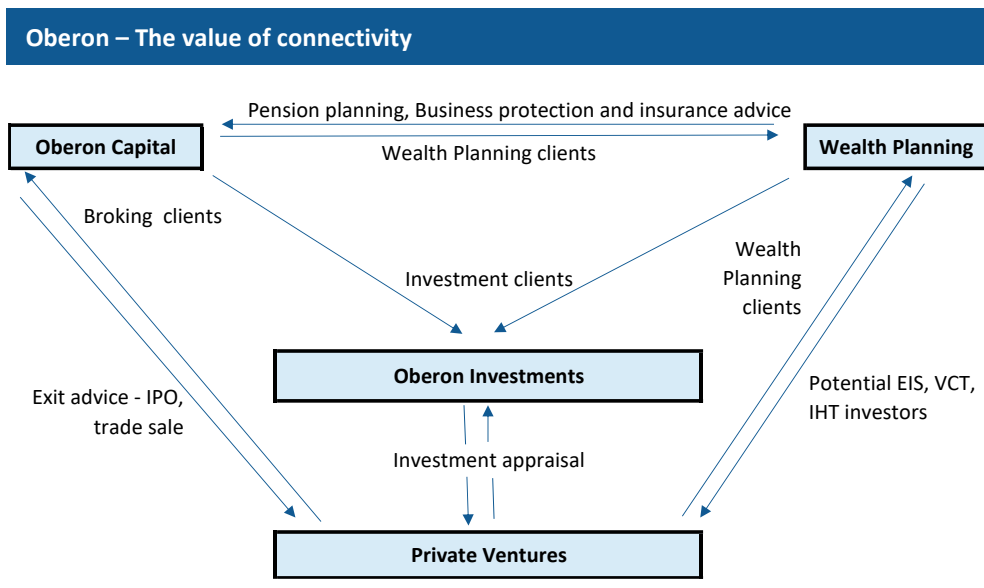 Oberon – The value of connectivity
Pension planning, Business protection and insurance advice
Oberon Capital
Wealth Planning
Wealth Planning clients
Broking clients
Wealth
Planning
clients
Investment clients
Oberon Investments
Exit advice - IPO,
trade sale
Potential EIS, VCT,
IHT investors
Investment appraisal
Private Ventures